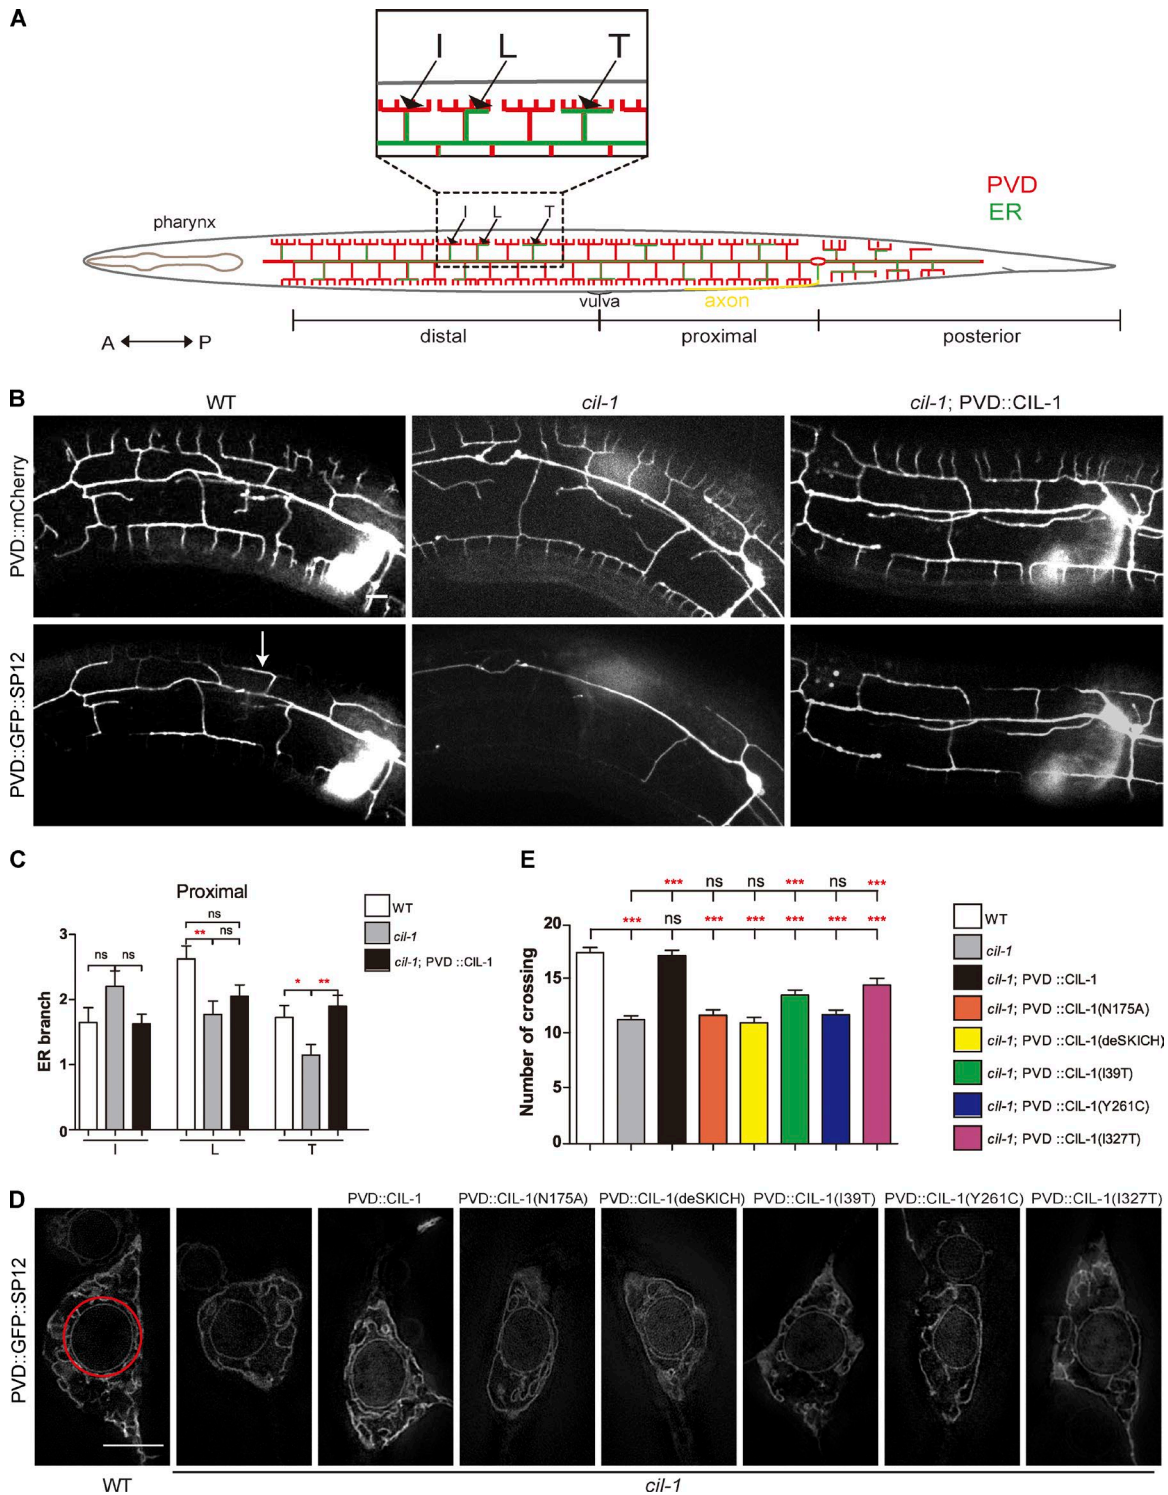 A
I L T
PVD
ER
pharynx
I L T
vulva
axon
A P
distal
proximal
posterior
B
WT
cil-1
cil-1; PVD::CIL-1
PVD::mCherry
PVD::GFP::SP12
C
Proximal
WT
cil-1
cil-1; PVD ::CIL-1
ER branch
3
2
1
0
ns ns
ns
** ns
* **
I L T
E
*** ns ns *** ns ***
*** ns *** *** *** *** ***
Number of crossing
20
15
10
5
0
WT
cil-1
cil-1; PVD ::CIL-1
cil-1; PVD ::CIL-1(N175A)
cil-1; PVD ::CIL-1(deSKICH)
cil-1; PVD ::CIL-1(I39T)
cil-1; PVD ::CIL-1(Y261C)
cil-1; PVD ::CIL-1(I327T)
D
PVD::CIL-1
PVD::CIL-1(N175A)
PVD::CIL-1(deSKICH)
PVD::CIL-1(I39T)
PVD::CIL-1(Y261C)
PVD::CIL-1(I327T)
PVD::GFP::SP12
WT
cil-1